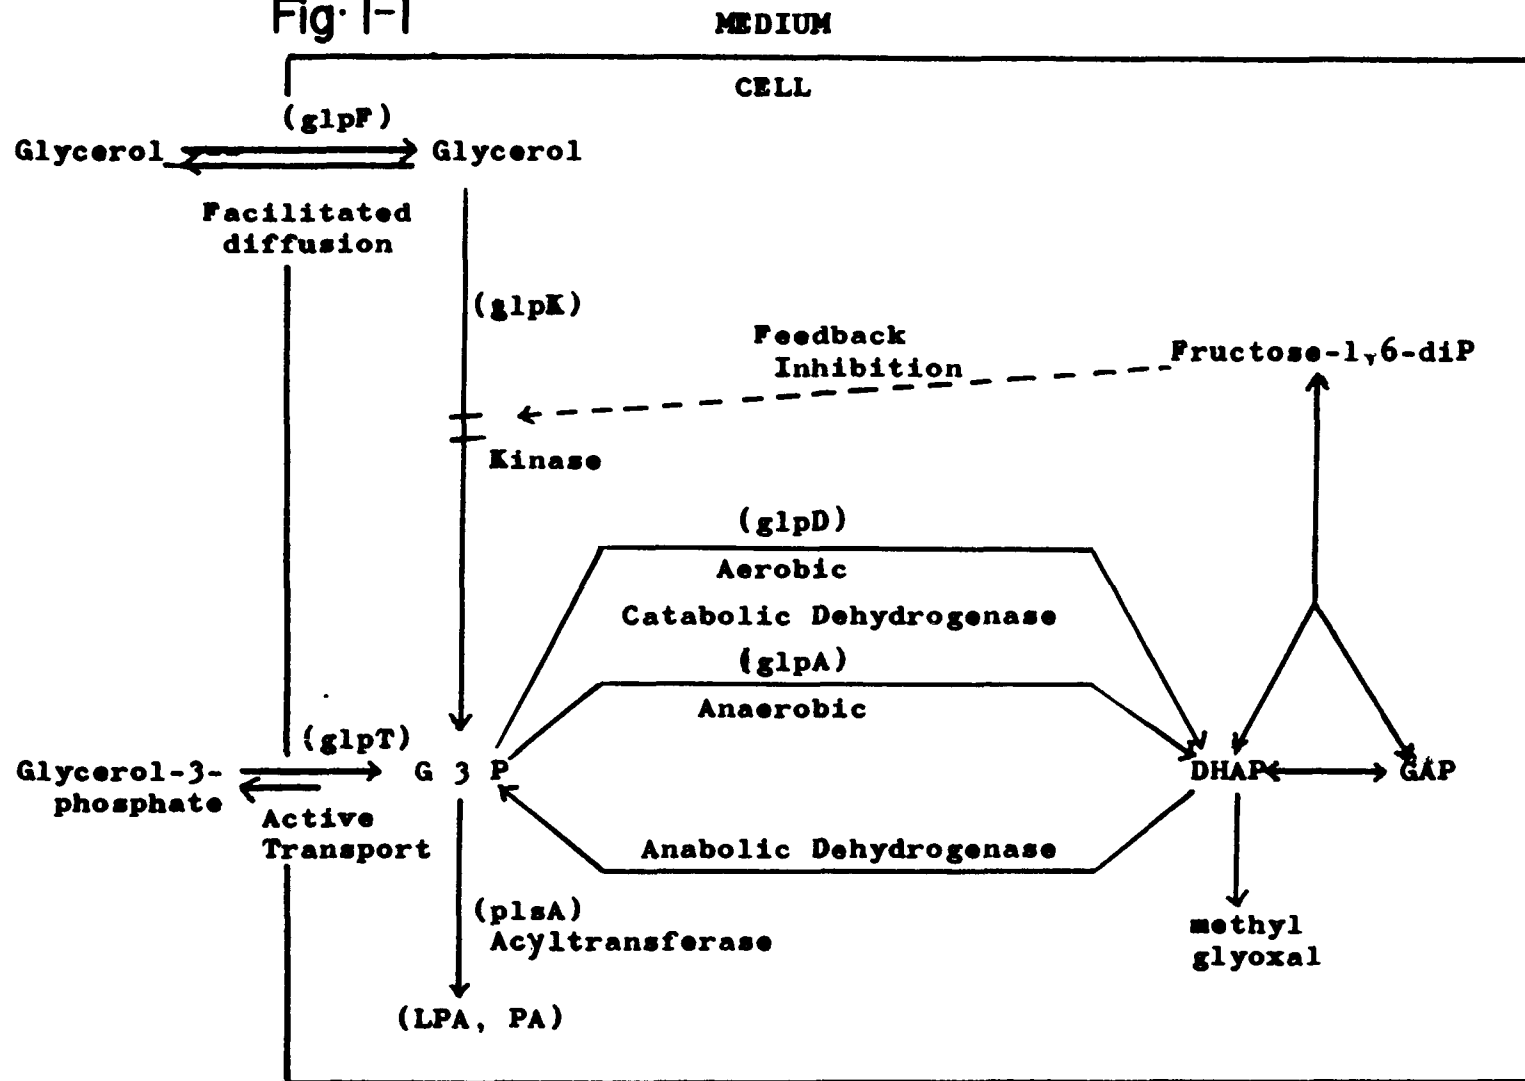 Fig. 1-1
MEDIUM
CELL
(glpF)
Glycerol
Glycerol
Facilitated
diffusion
(glpK)
Feedback
Inhibition
Fructose-1,6-diP
Kinase
(glpD)
Aerobic
Catabolic Dehydrogenase
(glpA)
Anaerobic
(glpT)
Glycerol-3-
phosphate
G 3 P
DHAP
GAP
Active
Transport
Anabolic Dehydrogenase
(plsA)
Acyltransferase
methyl
glyoxal
(LPA, PA)